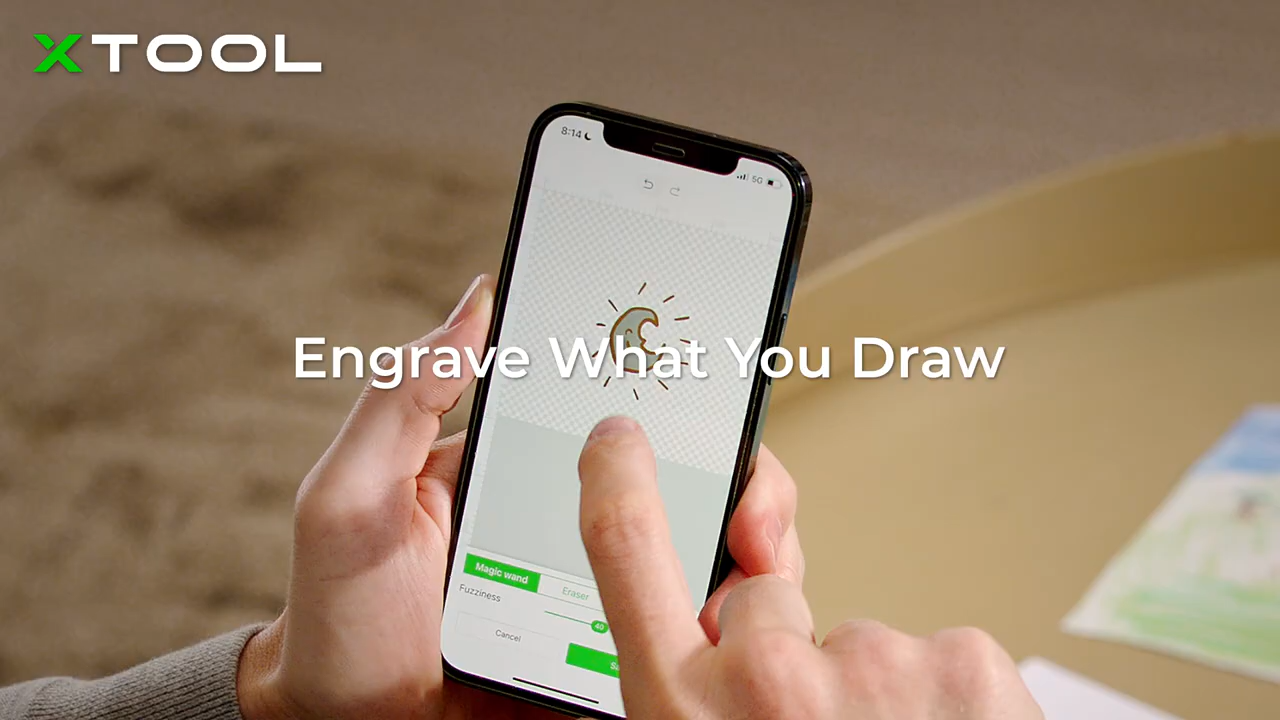 XTOOL
8:14
5G
Engrave What You Draw
Magic wand
Eraser
Fuzziness
40
Cancel